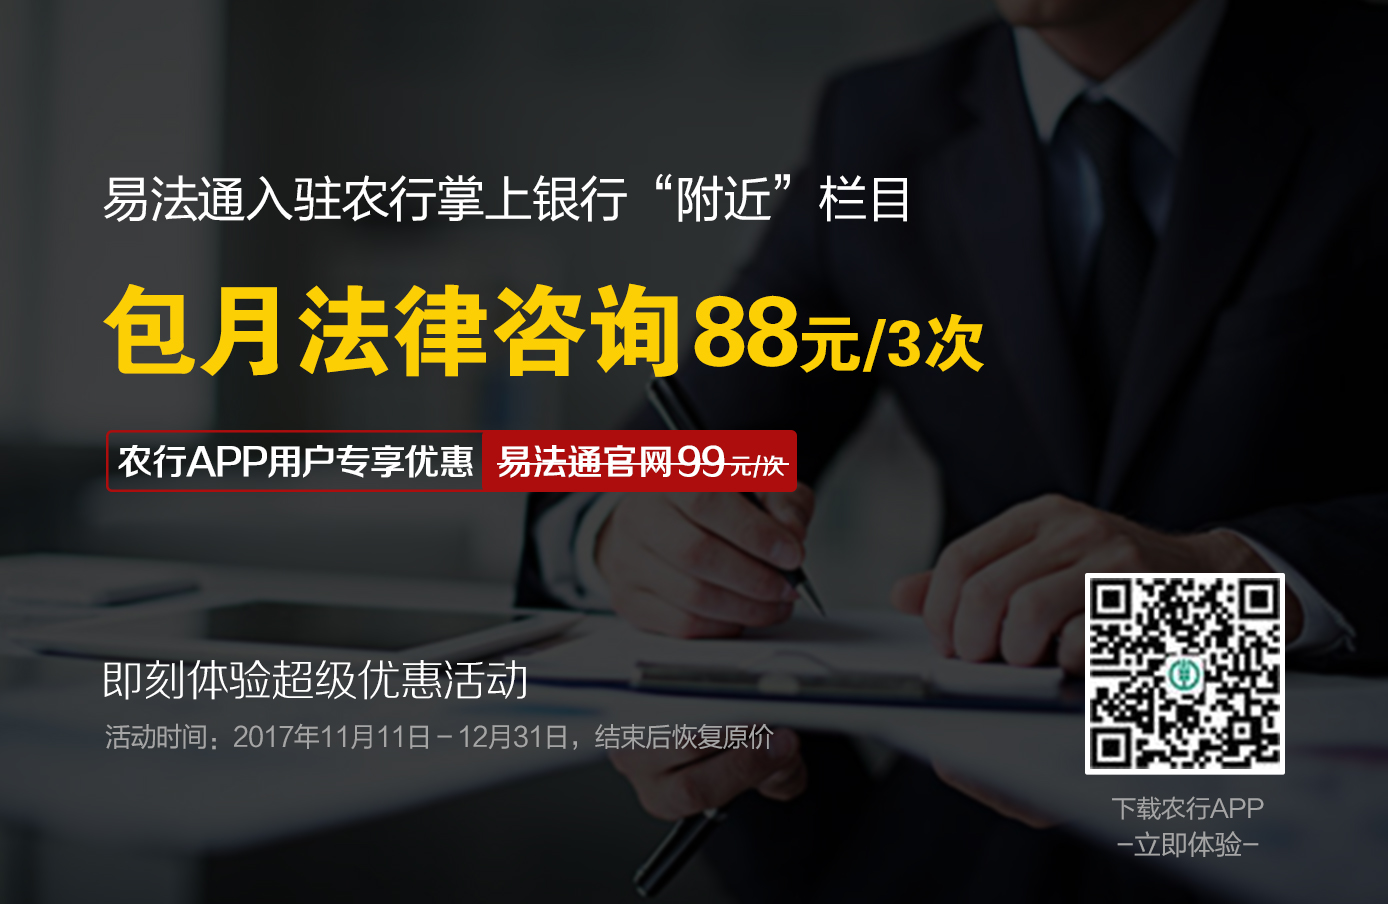 易法通入驻农行掌上银行“附近”栏目
包月法律咨询88元/3次
农行APP用户专享优惠 易法通官网99元/次
即刻体验超级优惠活动
活动时间：2017年11月11日－12月31日，结束后恢复原价
下载农行APP
–立即体验–